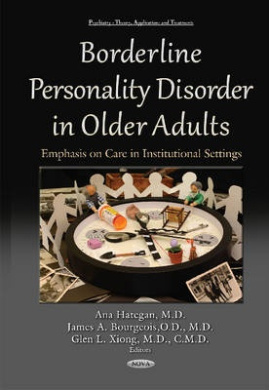 Psychiatry - Theory, Applications and Treatments
Borderline
Personality Disorder
in Older Adults
Emphasis on Care in Institutional Settings
Ana Hategan, M.D.
James A. Bourgeois,O.D., M.D.
Glen L. Xiong, M.D., C.M.D.
Editors
NOVA